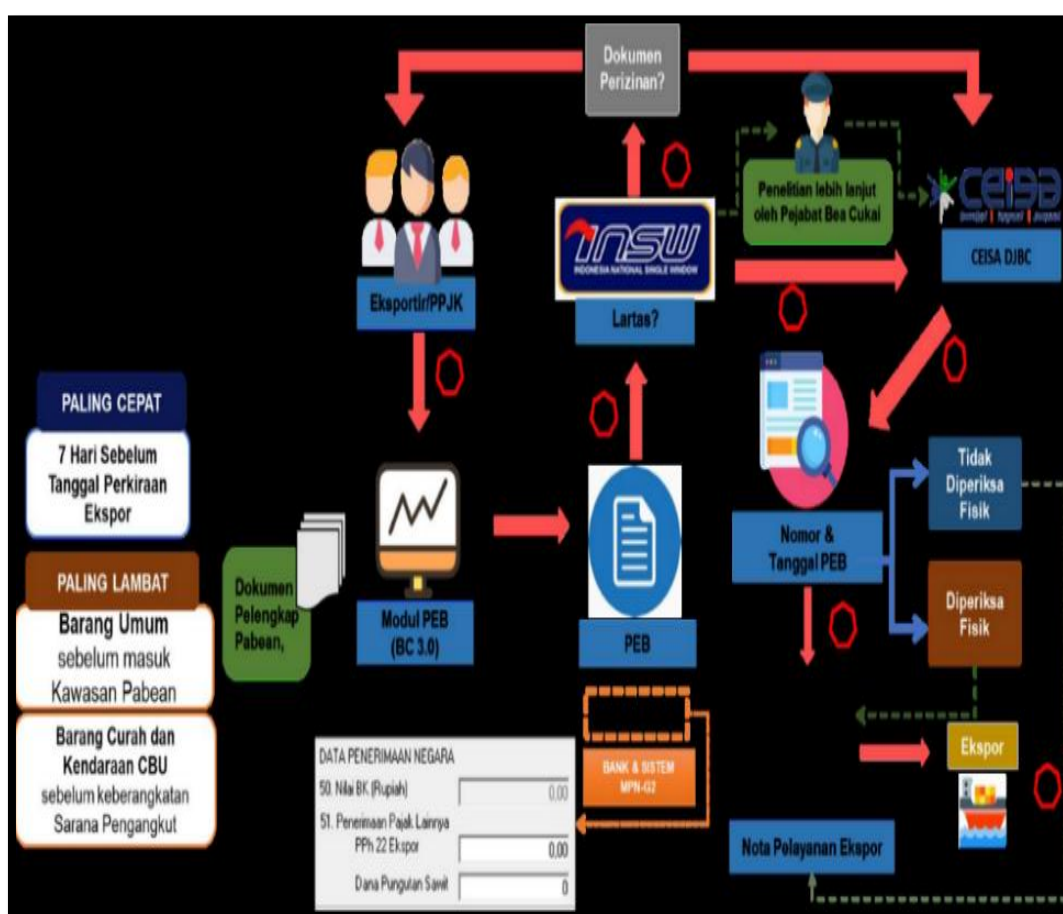 Dokumen
Perizinan?
Penelitian lebih lanjut
oleh Pejabat Bea Cukai
CEISA
CEISA DJBC
INSW
INDONESIA NATIONAL SINGLE WINDOW
Lartas?
Eksportir/PPJK
PALING CEPAT
7 Hari Sebelum
Tanggal Perkiraan
Ekspor
PALING LAMBAT
Barang Umum
sebelum masuk
Kawasan Pabean
Barang Curah dan
Kendaraan CBU
sebelum keberangkatan
Sarana Pengangkut
Dokumen
Pelengkap
Pabean,
Modul PEB
(BC 3.0)
PEB
Nomor &
Tanggal PEB
Tidak
Diperiksa
Fisik
Diperiksa
Fisik
Ekspor
Nota Pelayanan Ekspor
BANK & SISTEM
MPN-G2
DATA PENERIMAAN NEGARA
50. Nilai BK (Rupiah) 0,00
51. Penerimaan Pajak Lainnya
PPh 22 Ekspor 0,00
Dana Pungutan Sawit 0